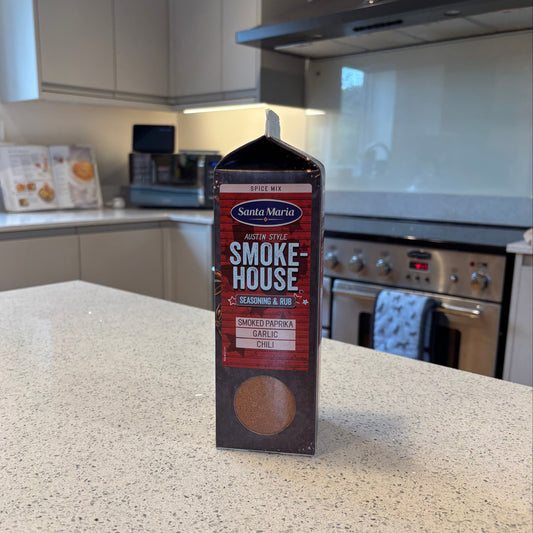 SPICE MIX
Santa Maria
AUSTIN STYLE
SMOKE-
HOUSE
SEASONING & RUB
SMOKED PAPRIKA
GARLIC
CHILI